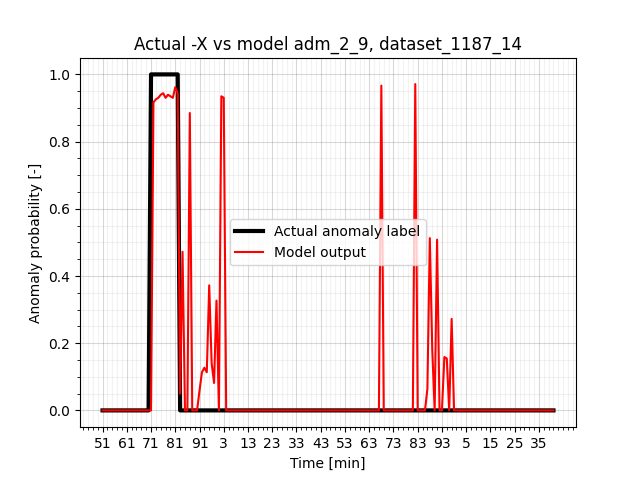 Actual -X vs model adm_2_9, dataset_1187_14
Anomaly probability [-]
1.0
0.8
0.6
0.4
0.2
0.0
Actual anomaly label
Model output
51 61 71 81 91 3 13 23 33 43 53 63 73 83 93 5 15 25 35
Time [min]